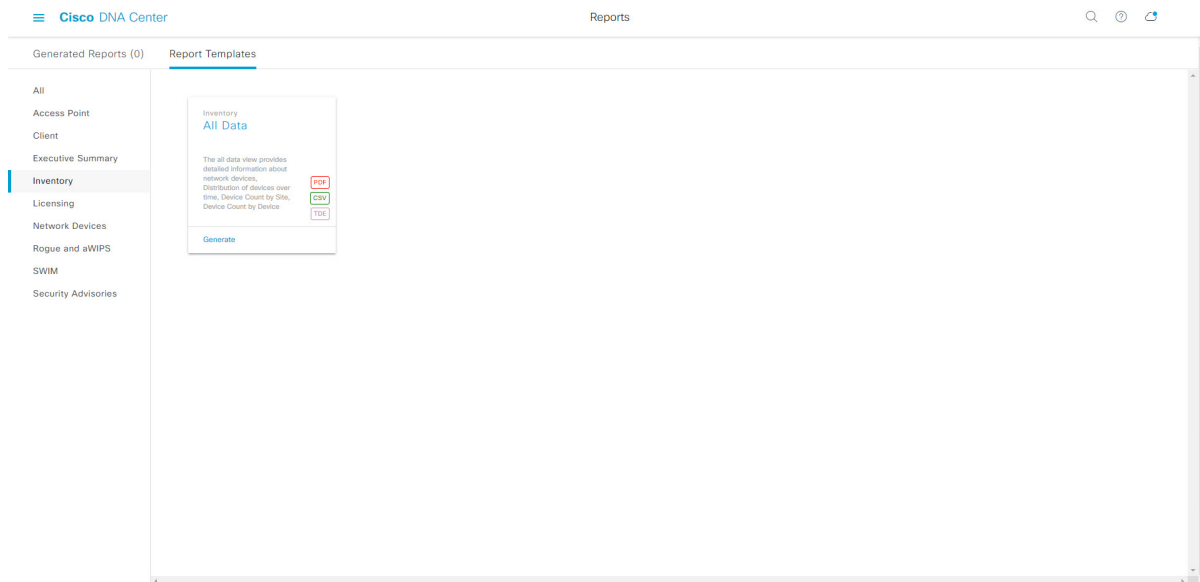 Cisco DNA Center
Reports
Generated Reports (0)
Report Templates
All
Access Point
Client
Executive Summary
Inventory
Licensing
Network Devices
Rogue and aWIPS
SWIM
Security Advisories
Inventory
All Data
The all data view provides
detailed information about
network devices,
Distribution of devices over
time, Device Count by Site,
Device Count by Device
PDF
CSV
TDE
Generate